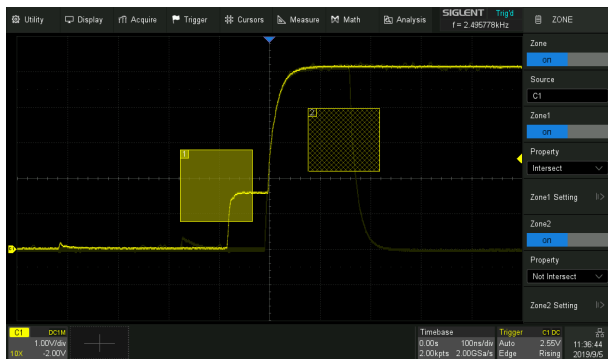 Utility Display Acquire Trigger Cursors Measure Math Analysis
SIGLENT Trig'd
f = 2.495778kHz
ZONE
Zone
on
Source
C1
Zone1
on
Property
Intersect
Zone1 Setting
Zone2
on
Property
Not Intersect
Zone2 Setting
1
2
C1 DC1M
1.00V/div
10X -2.00V
Timebase
0.00s 100ns/div
2.00kpts 2.00GSa/s
Trigger C1 DC
Auto 2.55V
Edge Rising
11:36:44
2019/9/5